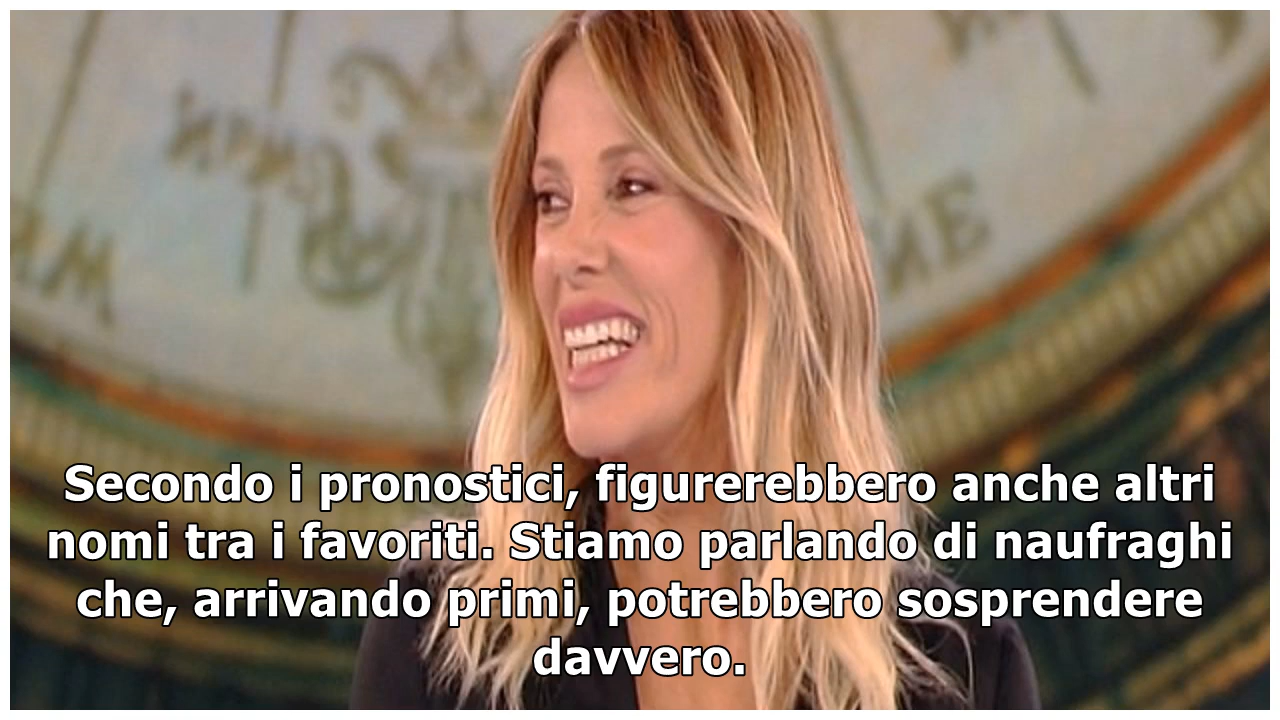 Secondo i pronostici, figurerebbero anche altri
nomi tra i favoriti. Stiamo parlando di naufraghi
che, arrivando primi, potrebbero sosprendere
davvero.